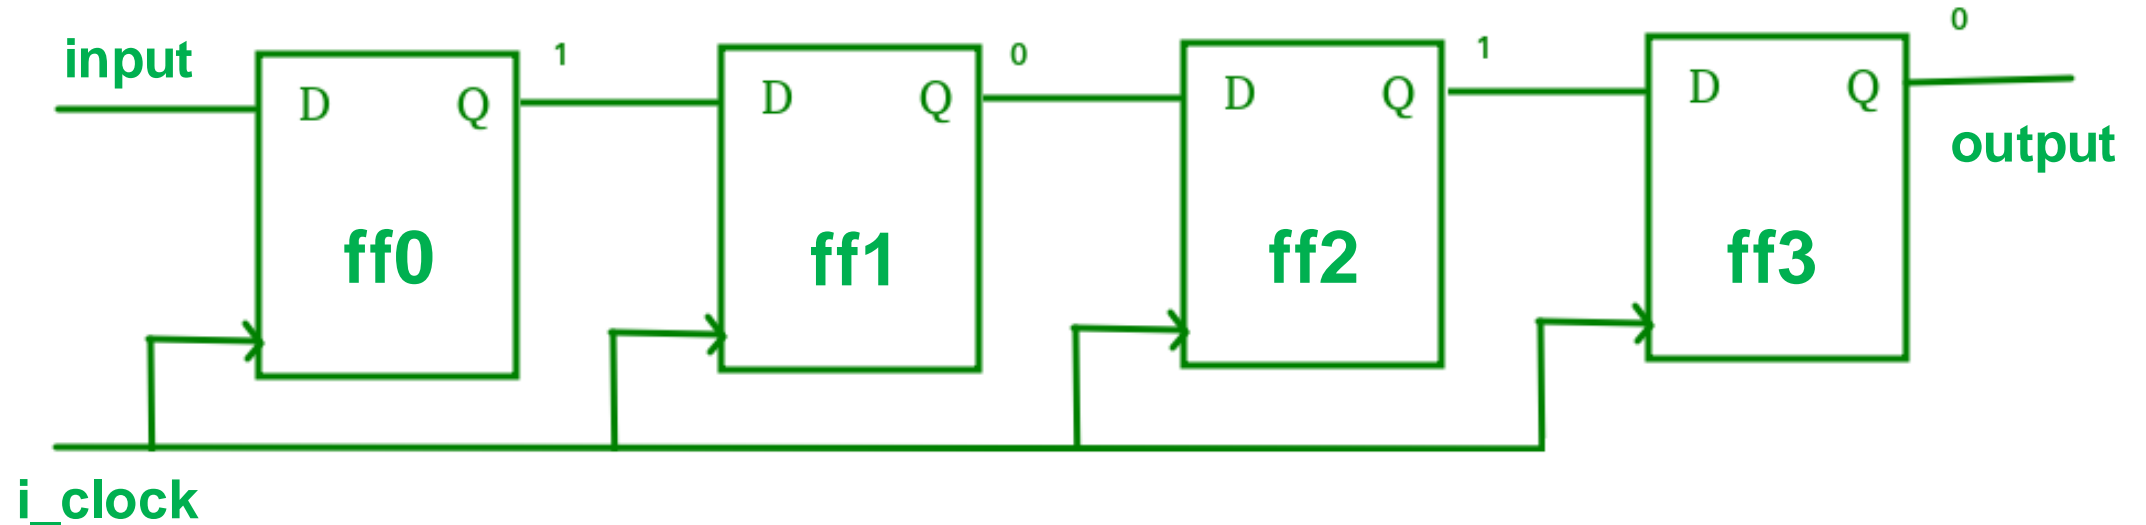 input
1
0
1
0
D Q
D Q
D Q
D Q
output
ff0
ff1
ff2
ff3
i_clock